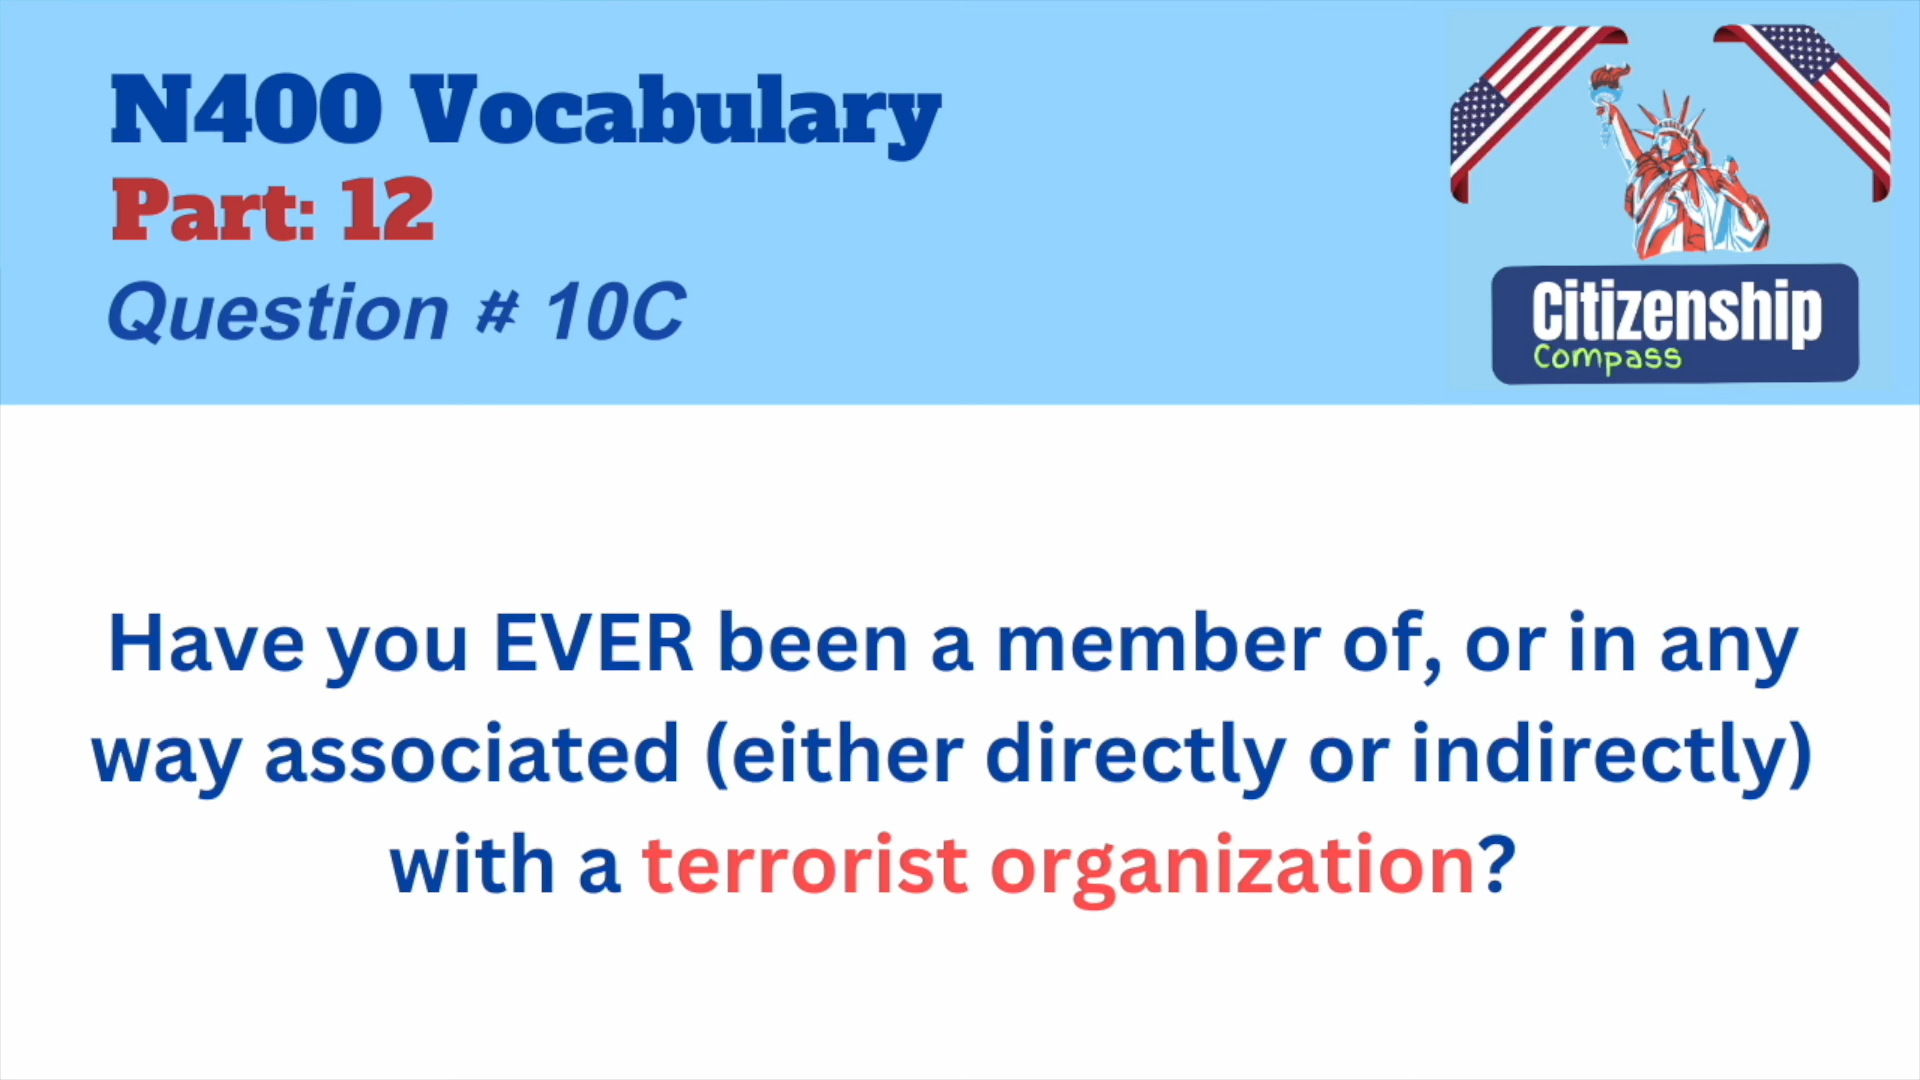 N400 Vocabulary
Part: 12
Question # 10C
Citizenship
Compass
Have you EVER been a member of, or in any
way associated (either directly or indirectly)
with a terrorist organization?